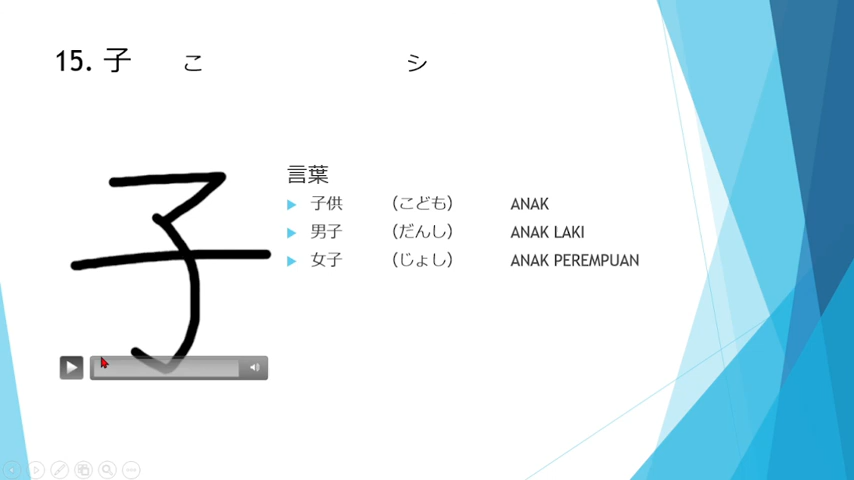 15. 子 こ シ
子
言葉
子供 （こども） ANAK
男子 （だんし） ANAK LAKI
女子 （じょし） ANAK PEREMPUAN